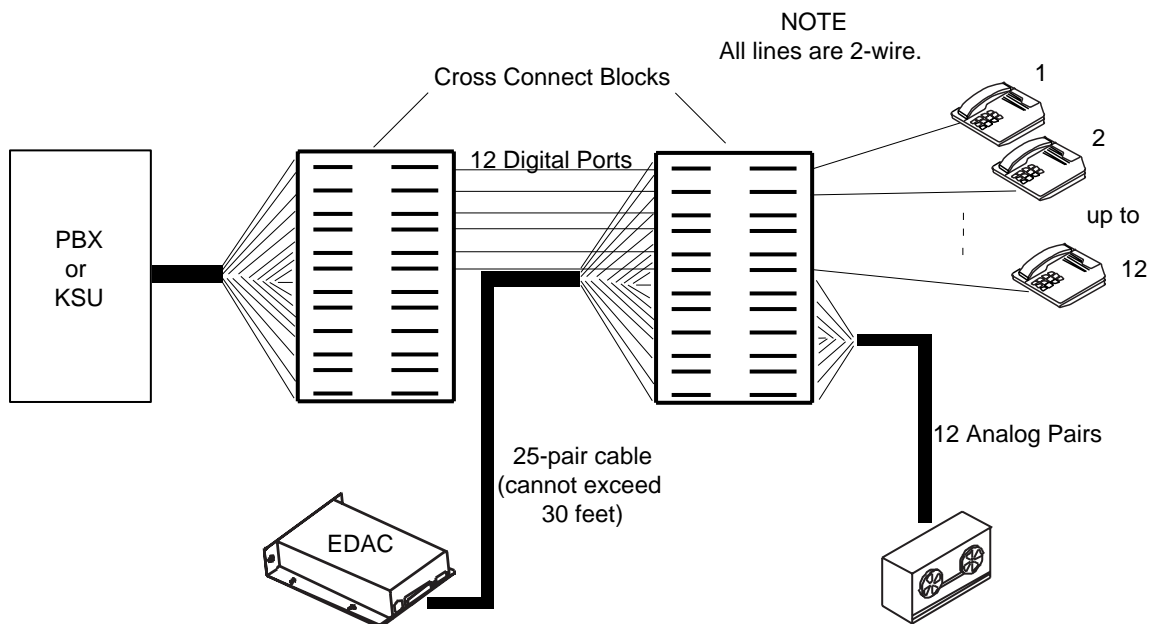 NOTE
All lines are 2-wire.
Cross Connect Blocks
1
12 Digital Ports
2
PBX
or
KSU
up to
12
12 Analog Pairs
25-pair cable
(cannot exceed
30 feet)
EDAC